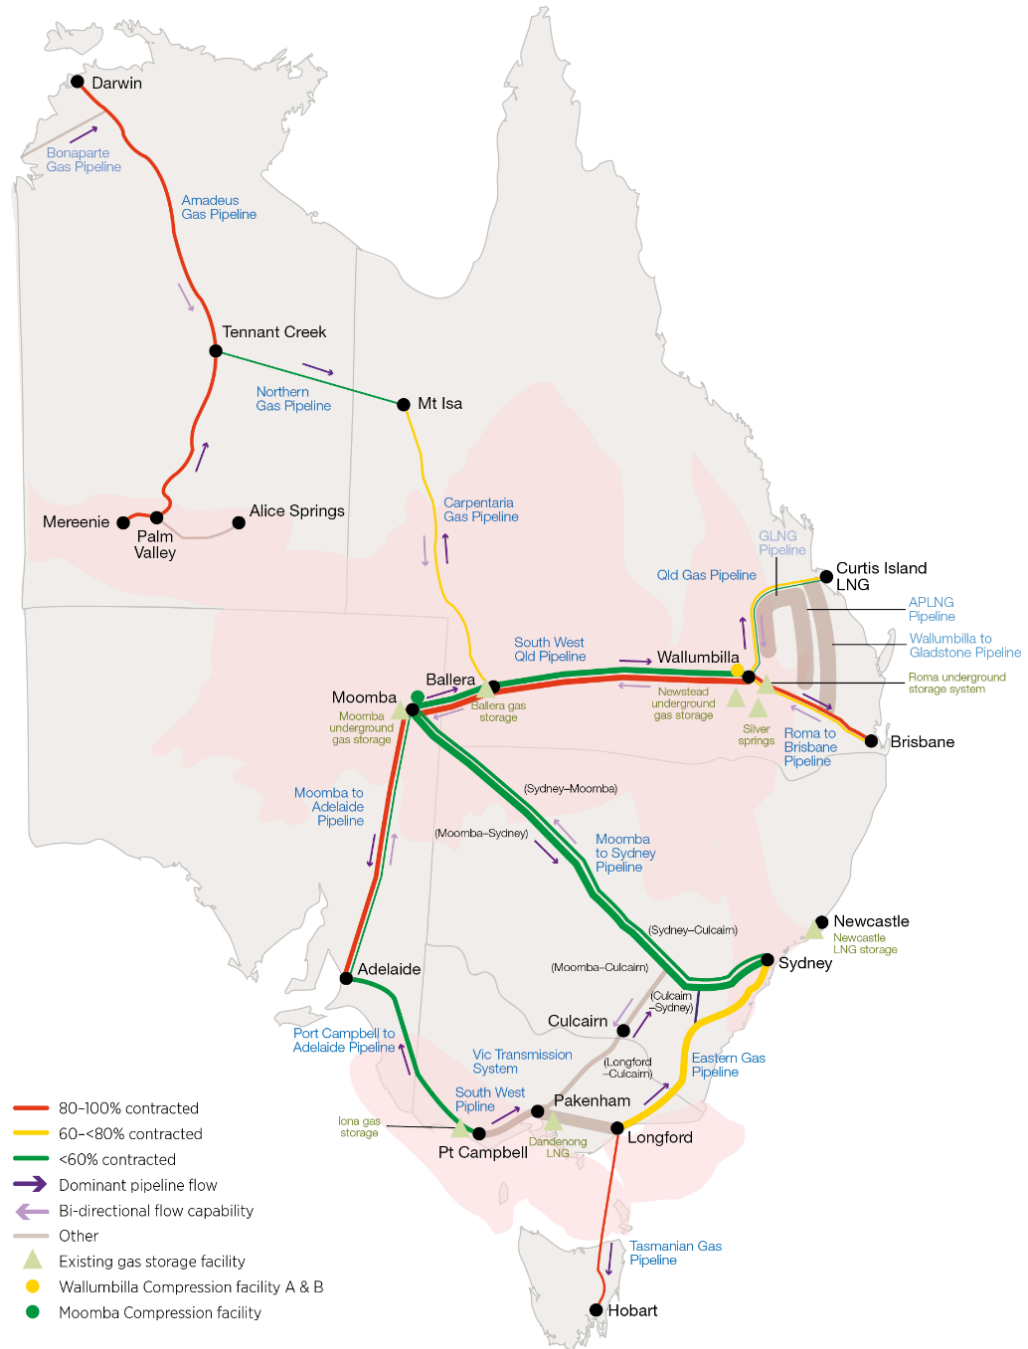 Darwin
Bonaparte
Gas Pipeline
Amadeus
Gas Pipeline
Tennant Creek
Northern
Gas Pipeline
Mt Isa
Carpentaria
Gas Pipeline
Mereenie
Palm
Valley
Alice Springs
GLNG
Pipeline
Qld Gas Pipeline
Curtis Island
LNG
APLNG
Pipeline
Wallumbilla to
Gladstone Pipeline
South West
Qld Pipeline
Wallumbilla
Roma underground
storage system
Ballera
Ballera gas
storage
Newstead
underground
gas storage
Silver
springs
Roma to
Brisbane
Pipeline
Brisbane
Moomba
Moomba
underground
gas storage
Moomba to
Adelaide
Pipeline
(Sydney–Moomba)
(Moomba–Sydney)
Moomba
to Sydney
Pipeline
Newcastle
Newcastle
LNG storage
(Sydney–Culcairn)
Sydney
(Moomba–Culcairn)
(Culcairn
–Sydney)
Adelaide
Culcairn
Port Campbell to
Adelaide Pipeline
Vic Transmission
System
(Longford
–Culcairn)
Eastern Gas
Pipeline
South West
Pipline
Pakenham
Iona gas
storage
Pt Campbell
Dandenong
LNG
Longford
Tasmanian Gas
Pipeline
Hobart
80–100% contracted
60–<80% contracted
<60% contracted
Dominant pipeline flow
Bi-directional flow capability
Other
Existing gas storage facility
Wallumbilla Compression facility A & B
Moomba Compression facility